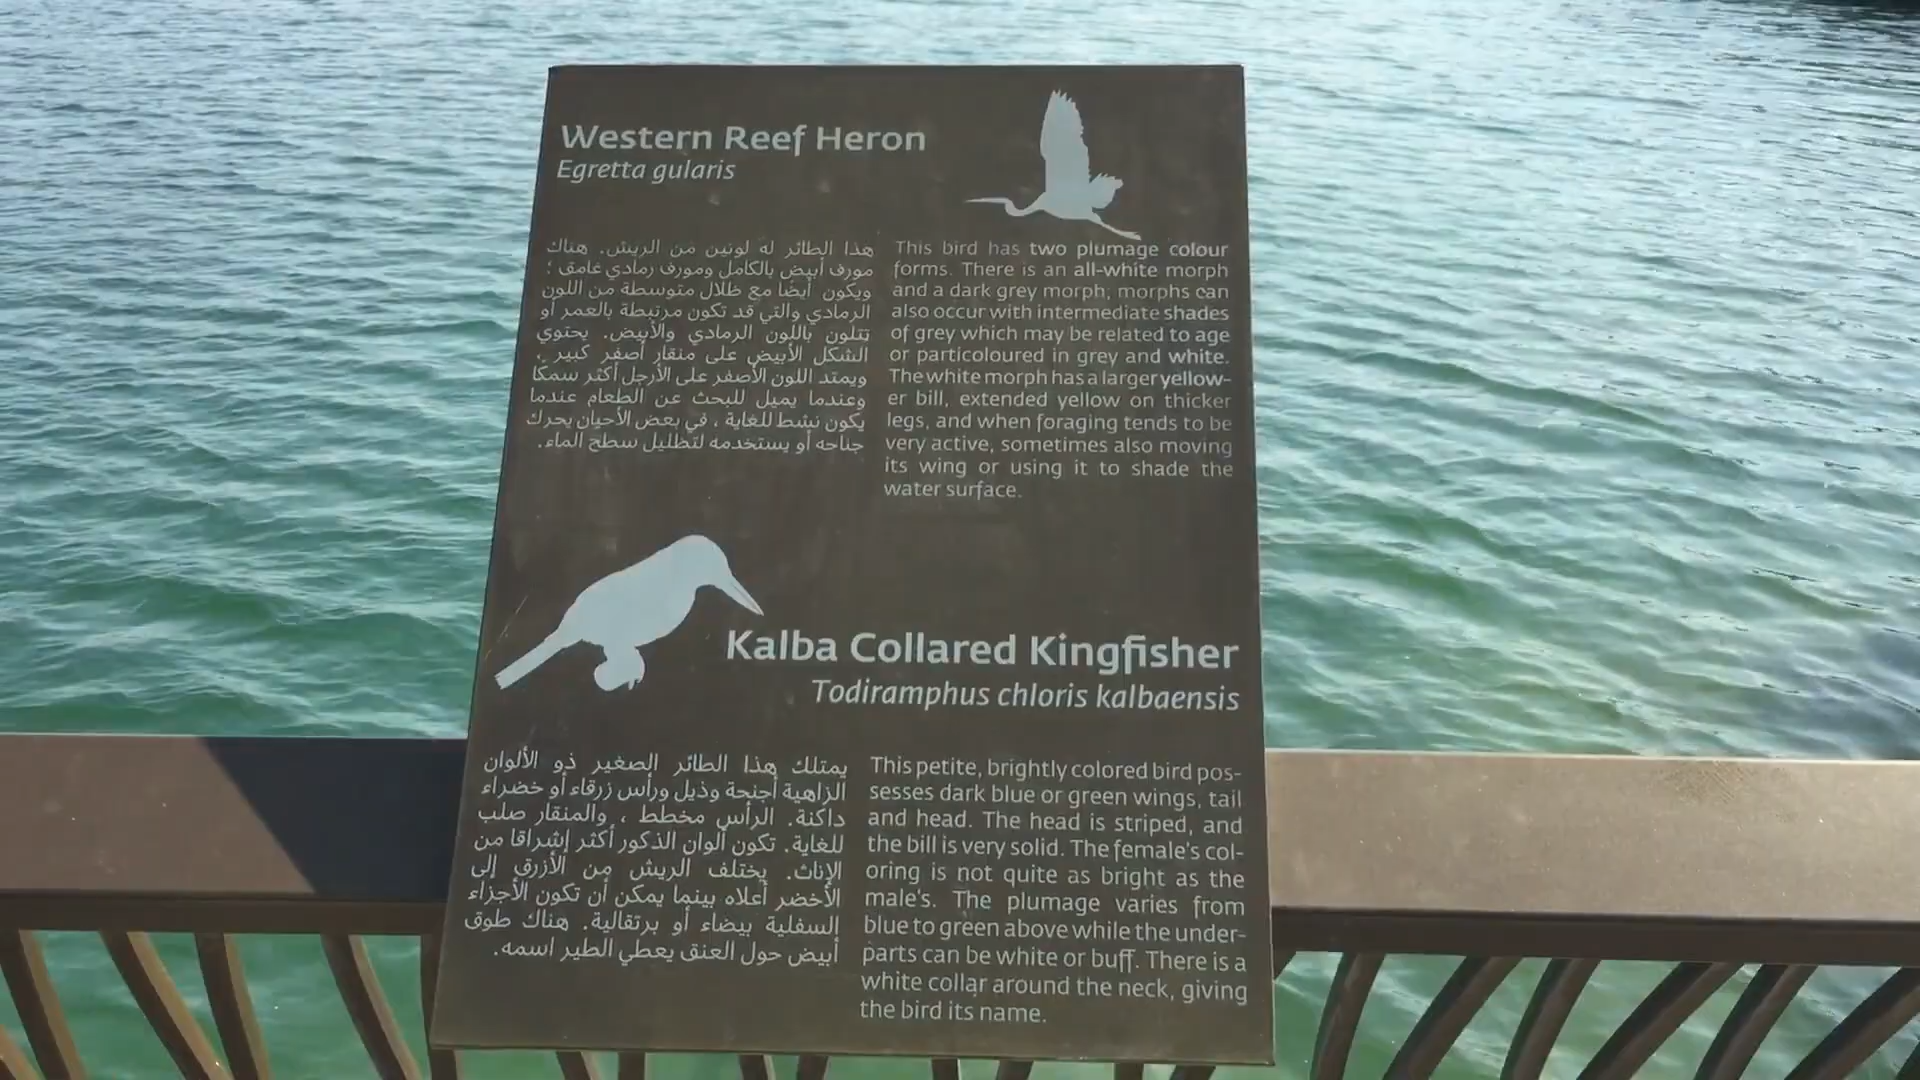 Western Reef Heron
Egretta gularis
هذا الطائر له لونين من الريش. هناك
مورف أبيض بالكامل ومورف رمادي غامق ؛
ويكون أيضا مع ظلال متوسطة من اللون
الرمادي والتي قد تكون مرتبطة بالعمر أو
تتلون باللون الرمادي والأبيض. يحتوي
الشكل الأبيض على منقار أصفر كبير ،
ويمتد اللون الأصفر على الأرجل أكثر سمكا
وعندما يميل للبحث عن الطعام عندما
يكون نشط للغاية ، في بعض الأحيان يحرك
جناحه أو يستخدمه لتظليل سطح الماء.
This bird has two plumage colour
forms. There is an all-white morph
and a dark grey morph; morphs can
also occur with intermediate shades
of grey which may be related to age
or particoloured in grey and white.
The white morph has a larger yellow-
er bill, extended yellow on thicker
legs, and when foraging tends to be
very active, sometimes also moving
its wing or using it to shade the
water surface.
Kalba Collared Kingfisher
Todiramphus chloris kalbaensis
يمتلك هذا الطائر الصغير ذو الألوان
الزاهية أجنحة وذيل ورأس زرقاء أو خضراء
داكنة. الرأس مخطط ، والمنقار صلب
للغاية. تكون ألوان الذكور أكثر إشراقا من
الإناث. يختلف الريش من الأزرق إلى
الأخضر أعلاه بينما يمكن أن تكون الأجزاء
السفلية بيضاء أو برتقالية. هناك طوق
أبيض حول العنق يعطي الطير اسمه.
This petite, brightly colored bird pos-
sesses dark blue or green wings, tail
and head. The head is striped, and
the bill is very solid. The female's col-
oring is not quite as bright as the
male's. The plumage varies from
blue to green above while the under-
parts can be white or buff. There is a
white collar around the neck, giving
the bird its name.